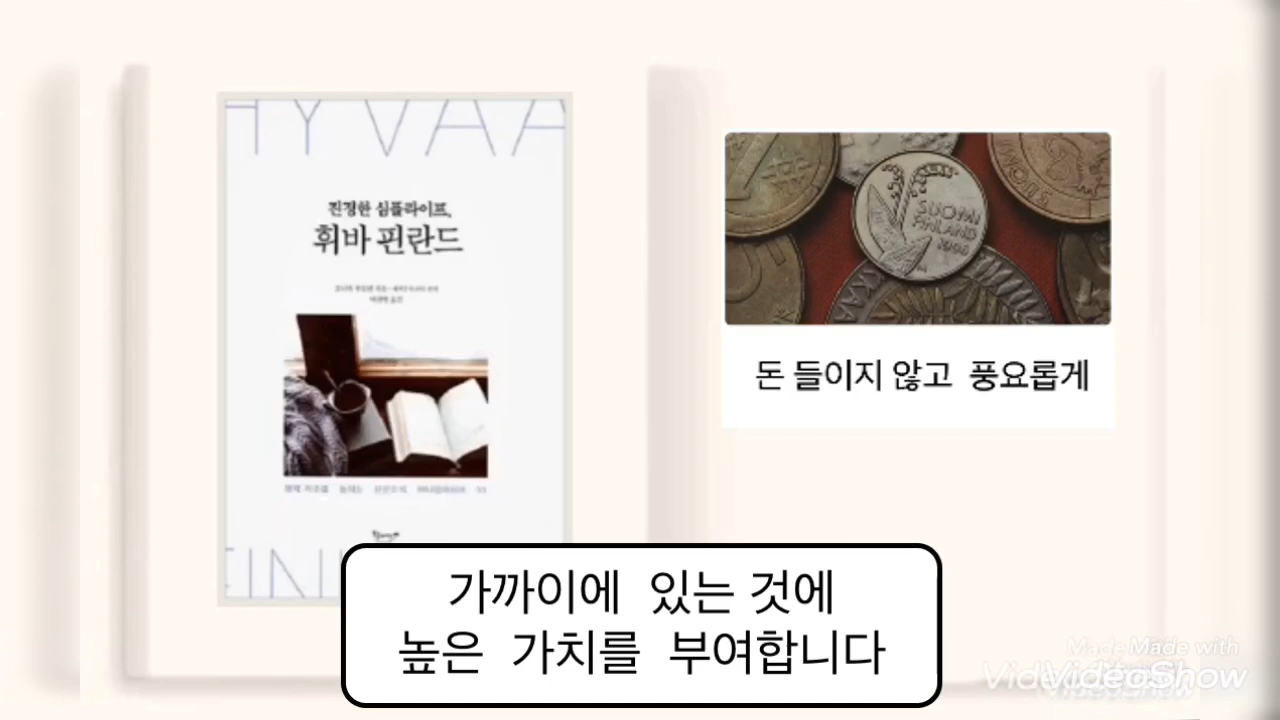 HYVAA
진정한 심플라이프,
휘바 핀란드
SUOMI
FINLAND
1996
SUOMI
돈 들이지 않고 풍요롭게
가까이에 있는 것에
높은 가치를 부여합니다
Made with
VideoShow